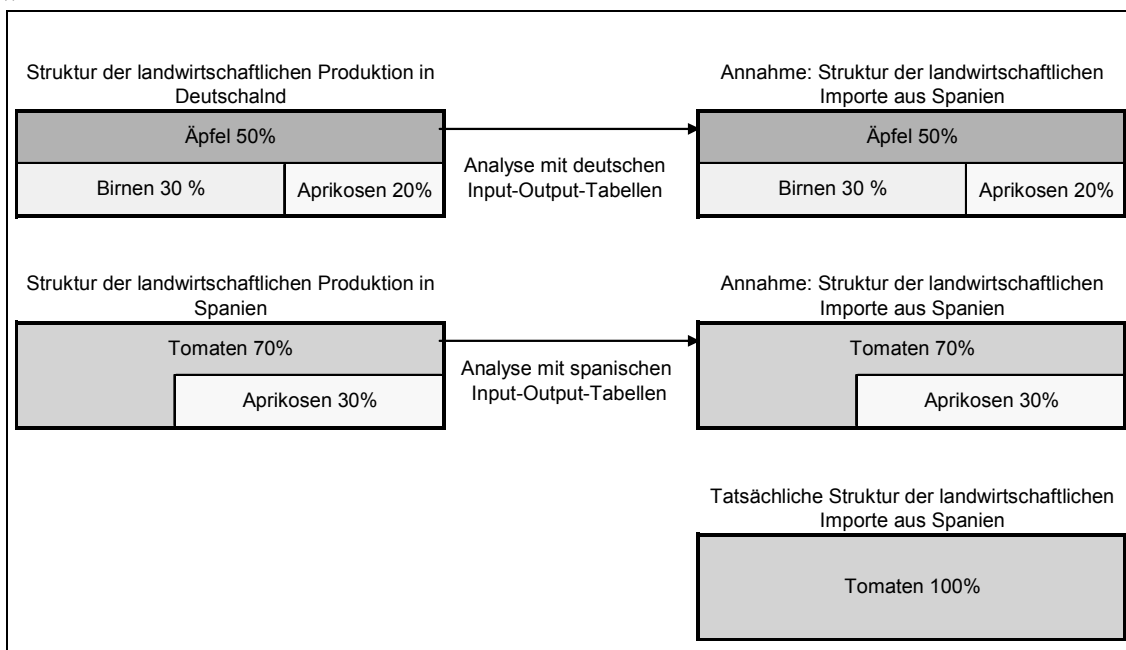 Struktur der landwirtschaftlichen Produktion in
Deutschalnd
Äpfel 50%
Birnen 30 %
Aprikosen 20%
Analyse mit deutschen
Input-Output-Tabellen
Annahme: Struktur der landwirtschaftlichen
Importe aus Spanien
Äpfel 50%
Birnen 30 %
Aprikosen 20%
Struktur der landwirtschaftlichen Produktion in
Spanien
Tomaten 70%
Aprikosen 30%
Analyse mit spanischen
Input-Output-Tabellen
Annahme: Struktur der landwirtschaftlichen
Importe aus Spanien
Tomaten 70%
Aprikosen 30%
Tatsächliche Struktur der landwirtschaftlichen
Importe aus Spanien
Tomaten 100%